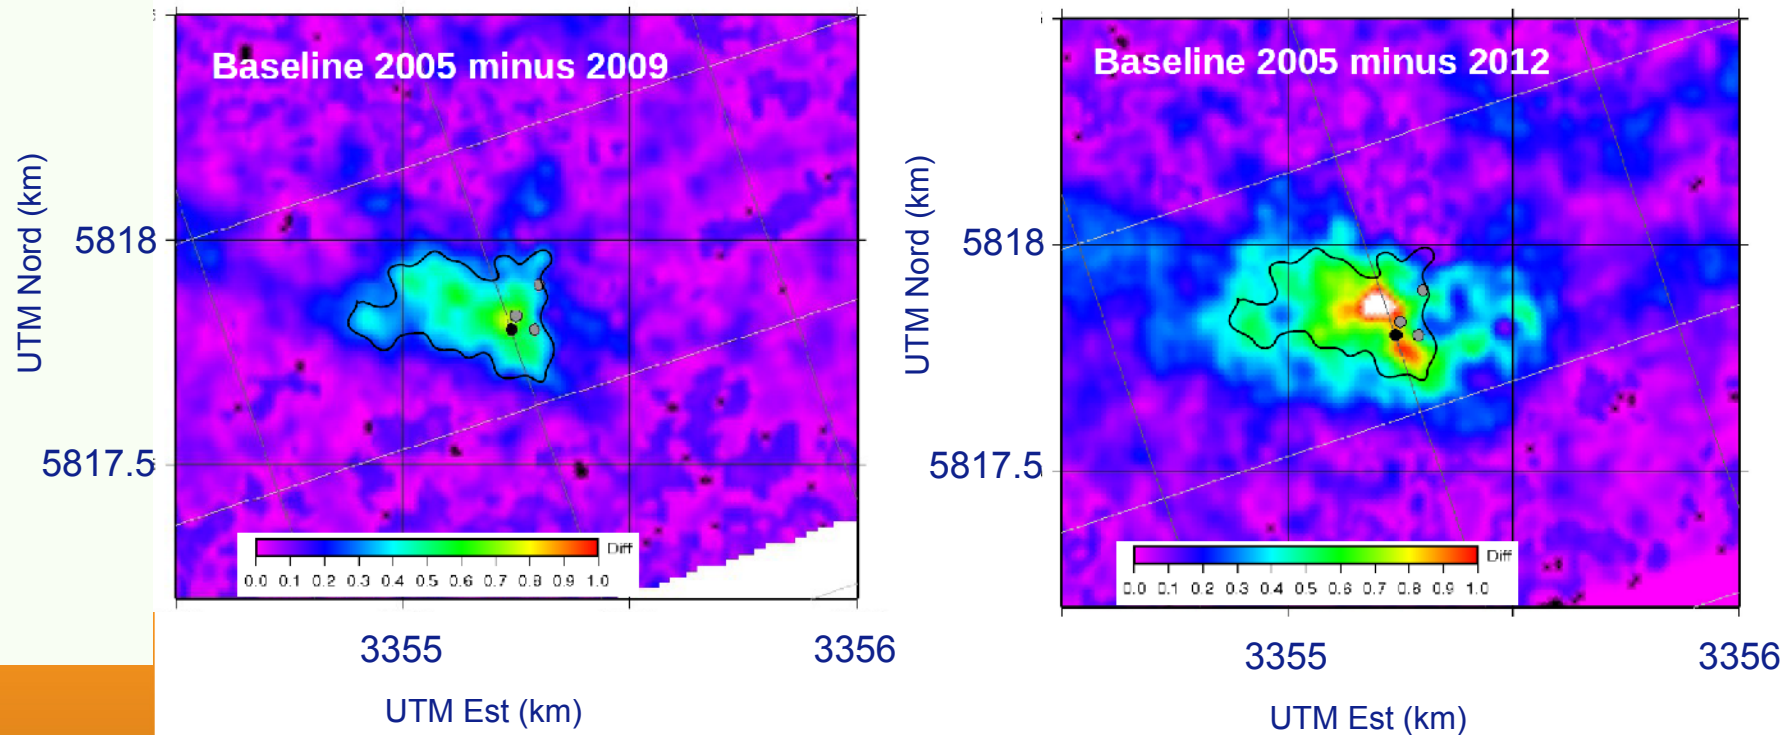 Baseline 2005 minus 2009
UTM Nord (km)
5818
5817.5
Diff
0.0 0.1 0.2 0.3 0.4 0.5 0.6 0.7 0.8 0.9 1.0
3355
3356
UTM Est (km)
Baseline 2005 minus 2012
UTM Nord (km)
5818
5817.5
Diff
0.0 0.1 0.2 0.3 0.4 0.5 0.6 0.7 0.8 0.9 1.0
3355
3356
UTM Est (km)